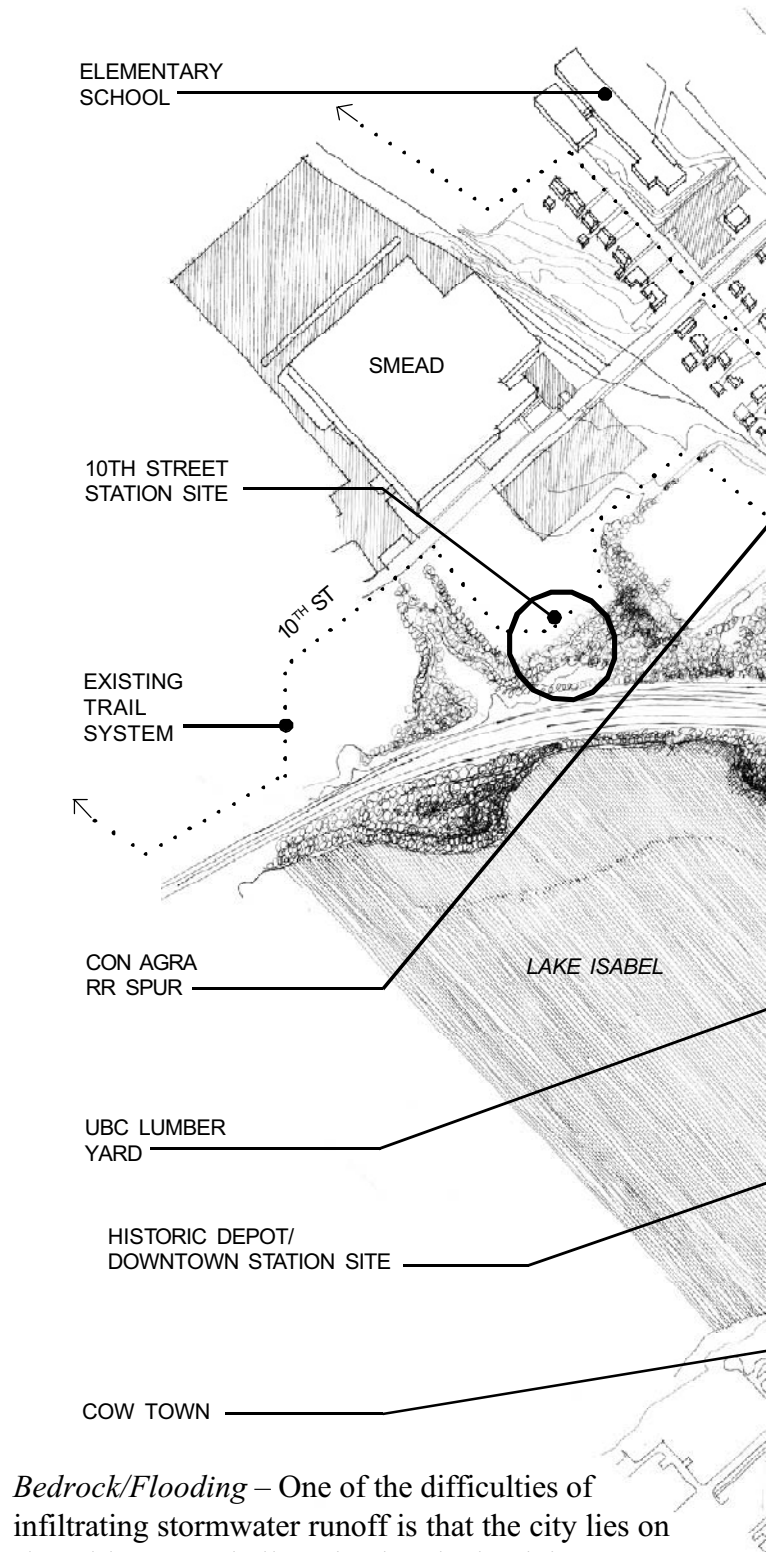 ELEMENTARY
SCHOOL
SMEAD
10TH STREET
STATION SITE
10TH ST
EXISTING
TRAIL
SYSTEM
CON AGRA
RR SPUR
LAKE ISABEL
UBC LUMBER
YARD
HISTORIC DEPOT/
DOWNTOWN STATION SITE
COW TOWN
Bedrock/Flooding – One of the difficulties of
infiltrating stormwater runoff is that the city lies on